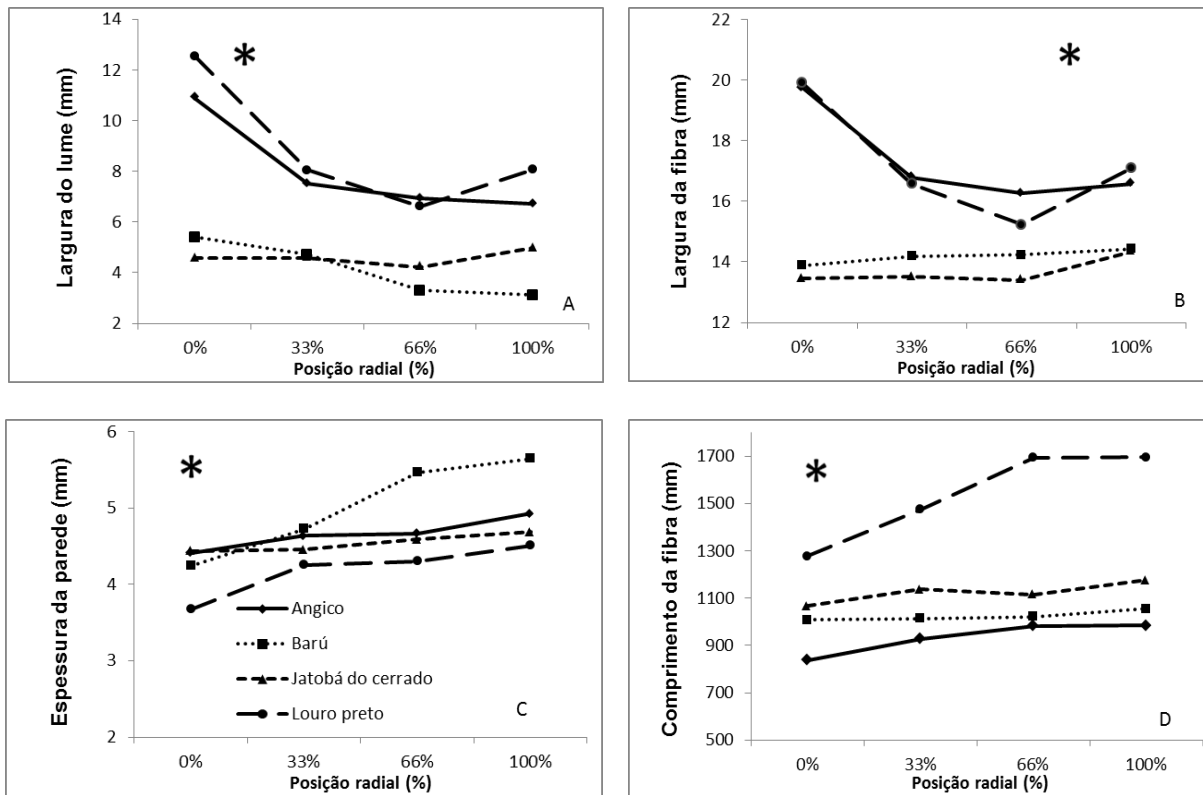 Largura do lume (mm)
14
12
10
8
6
4
2
*
A
0% 33% 66% 100%
Posição radial (%)
Largura da fibra (mm)
22
20
18
16
14
12
*
B
0% 33% 66% 100%
Posição radial (%)
Espessura da parede (mm)
6
5
4
3
2
*
Angico
Barú
Jatobá do cerrado
Louro preto
C
0% 33% 66% 100%
Posição radial (%)
Comprimento da fibra (mm)
1700
1500
1300
1100
900
700
500
*
D
0% 33% 66% 100%
Posição radial (%)